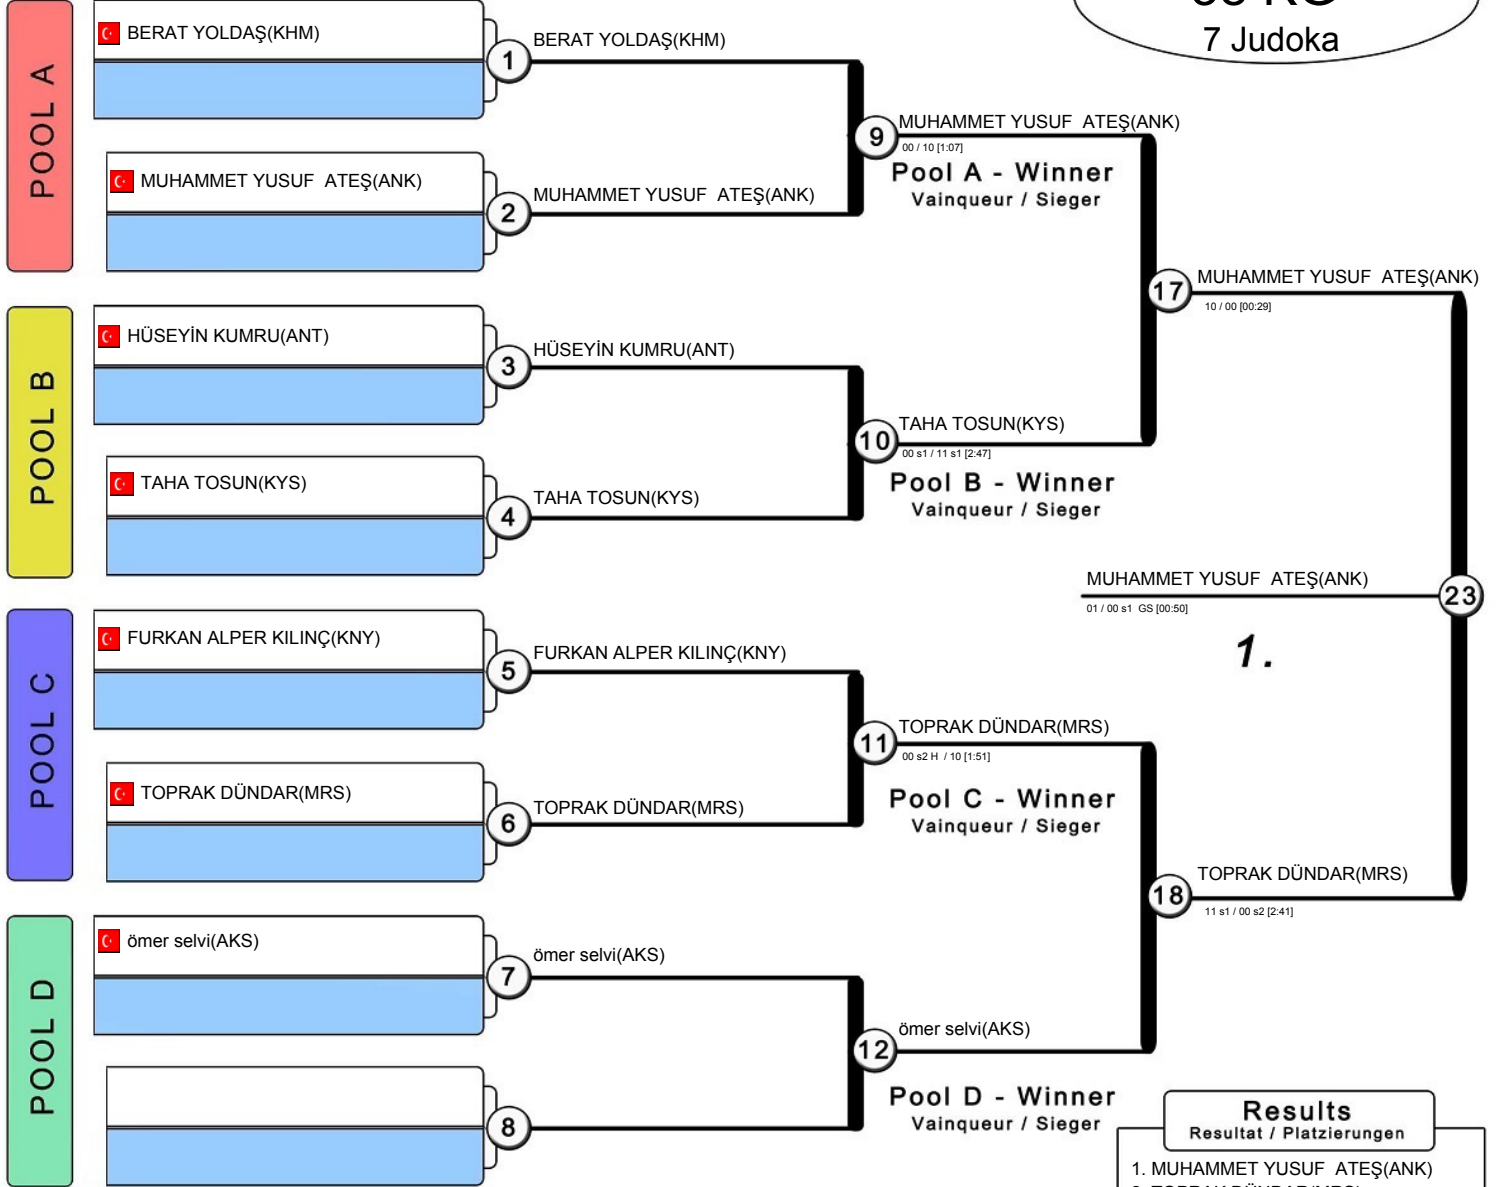 7 Judoka
POOL A
BERAT YOLDAŞ(KHM)
1
BERAT YOLDAŞ(KHM)
MUHAMMET YUSUF  ATEŞ(ANK)
2
MUHAMMET YUSUF  ATEŞ(ANK)
9
MUHAMMET YUSUF  ATEŞ(ANK)
00 / 10 [1:07]
Pool A - Winner
Vainqueur / Sieger
POOL B
HÜSEYİN KUMRU(ANT)
3
HÜSEYİN KUMRU(ANT)
TAHA TOSUN(KYS)
4
TAHA TOSUN(KYS)
10
TAHA TOSUN(KYS)
00 s1 / 11 s1 [2:47]
Pool B - Winner
Vainqueur / Sieger
17
MUHAMMET YUSUF  ATEŞ(ANK)
10 / 00 [00:29]
POOL C
FURKAN ALPER KILINÇ(KNY)
5
FURKAN ALPER KILINÇ(KNY)
TOPRAK DÜNDAR(MRS)
6
TOPRAK DÜNDAR(MRS)
11
TOPRAK DÜNDAR(MRS)
00 s2 H  / 10 [1:51]
Pool C - Winner
Vainqueur / Sieger
POOL D
ömer selvi(AKS)
7
ömer selvi(AKS)
8
12
ömer selvi(AKS)
Pool D - Winner
Vainqueur / Sieger
18
TOPRAK DÜNDAR(MRS)
11 s1 / 00 s2 [2:41]
23
MUHAMMET YUSUF  ATEŞ(ANK)
01 / 00 s1  GS [00:50]
1.
Results
Resultat / Platzierungen
1. MUHAMMET YUSUF  ATEŞ(ANK)